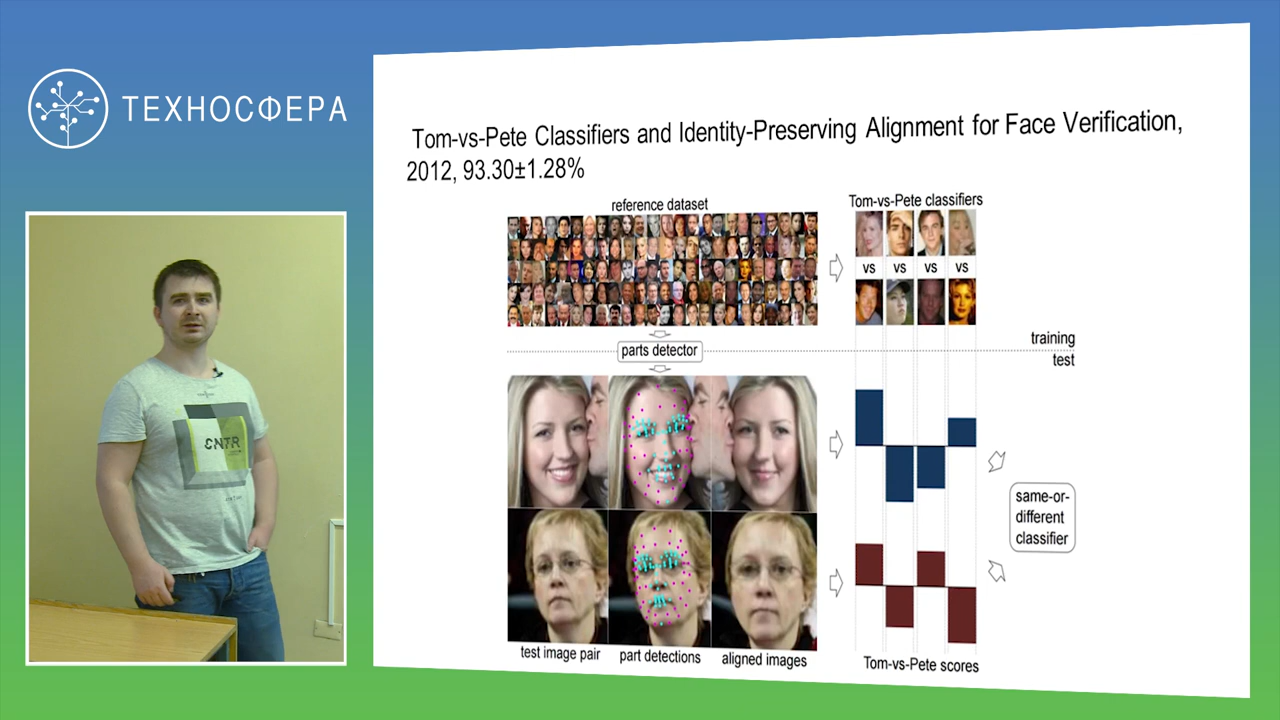 ТЕХНОСФЕРА
Tom-vs-Pete Classifiers and Identity-Preserving Alignment for Face Verification,
2012, 93.30±1.28%
reference dataset
Tom-vs-Pete classifiers
vs vs vs vs
parts detector
training
test
same-or-
different
classifier
test image pair
part detections
aligned images
Tom-vs-Pete scores
CNTR